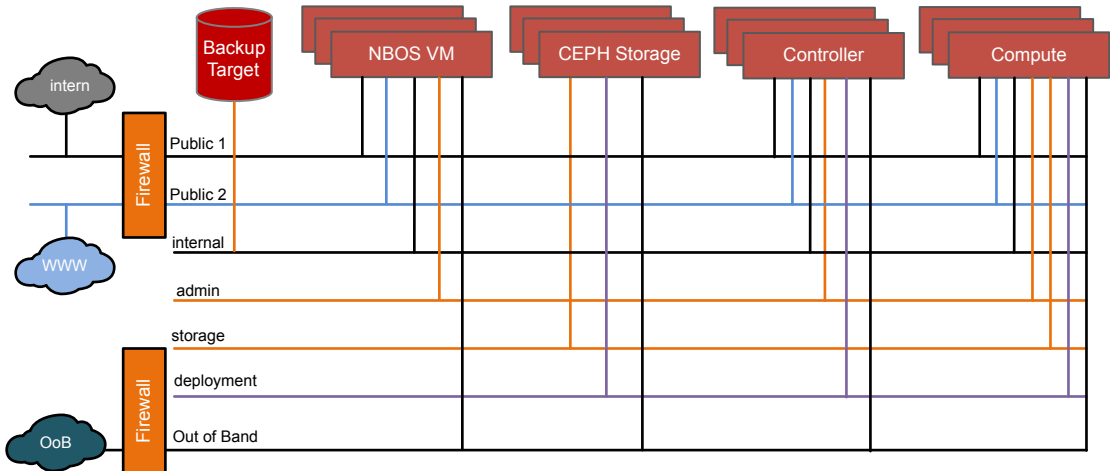 Backup
Target
NBOS VM
CEPH Storage
Controller
Compute
intern
Firewall
Public 1
Public 2
WWW
internal
admin
storage
deployment
Firewall
OoB
Out of Band